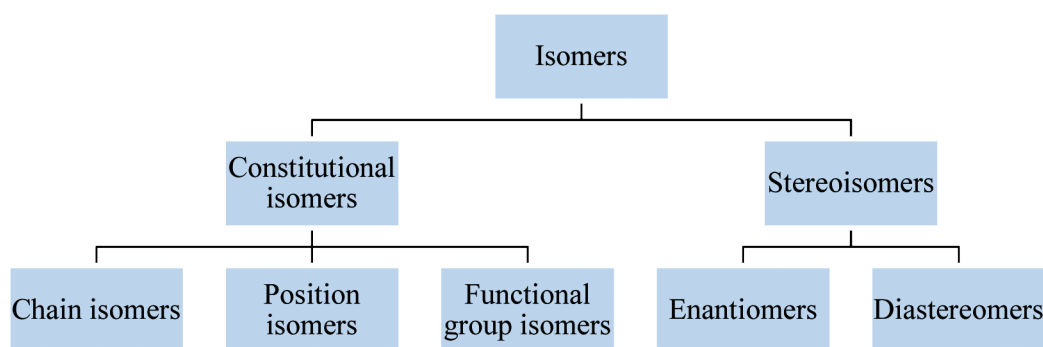 Isomers
Constitutional
isomers
Stereoisomers
Chain isomers
Position
isomers
Functional
group isomers
Enantiomers
Diastereomers